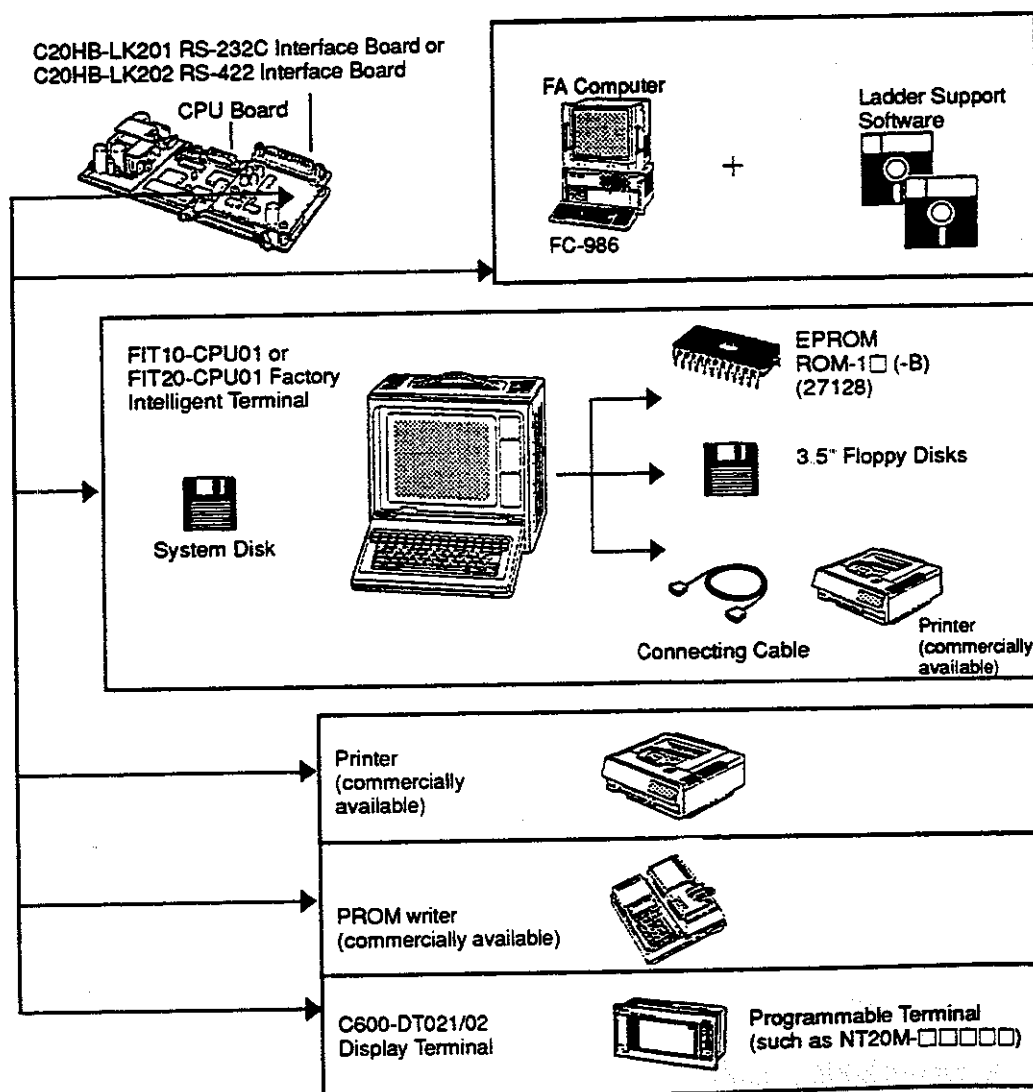 C20HB-LK201 RS-232C Interface Board or
C20HB-LK202 RS-422 Interface Board
CPU Board
FA Computer
FC-986
+
Ladder Support
Software
FIT10-CPU01 or
FIT20-CPU01 Factory
Intelligent Terminal
System Disk
EPROM
ROM-1□ (-B)
(27128)
3.5" Floppy Disks
Connecting Cable
Printer
(commercially
available)
Printer
(commercially
available)
PROM writer
(commercially available)
C600-DT021/02
Display Terminal
Programmable Terminal
(such as NT20M-□□□□□)